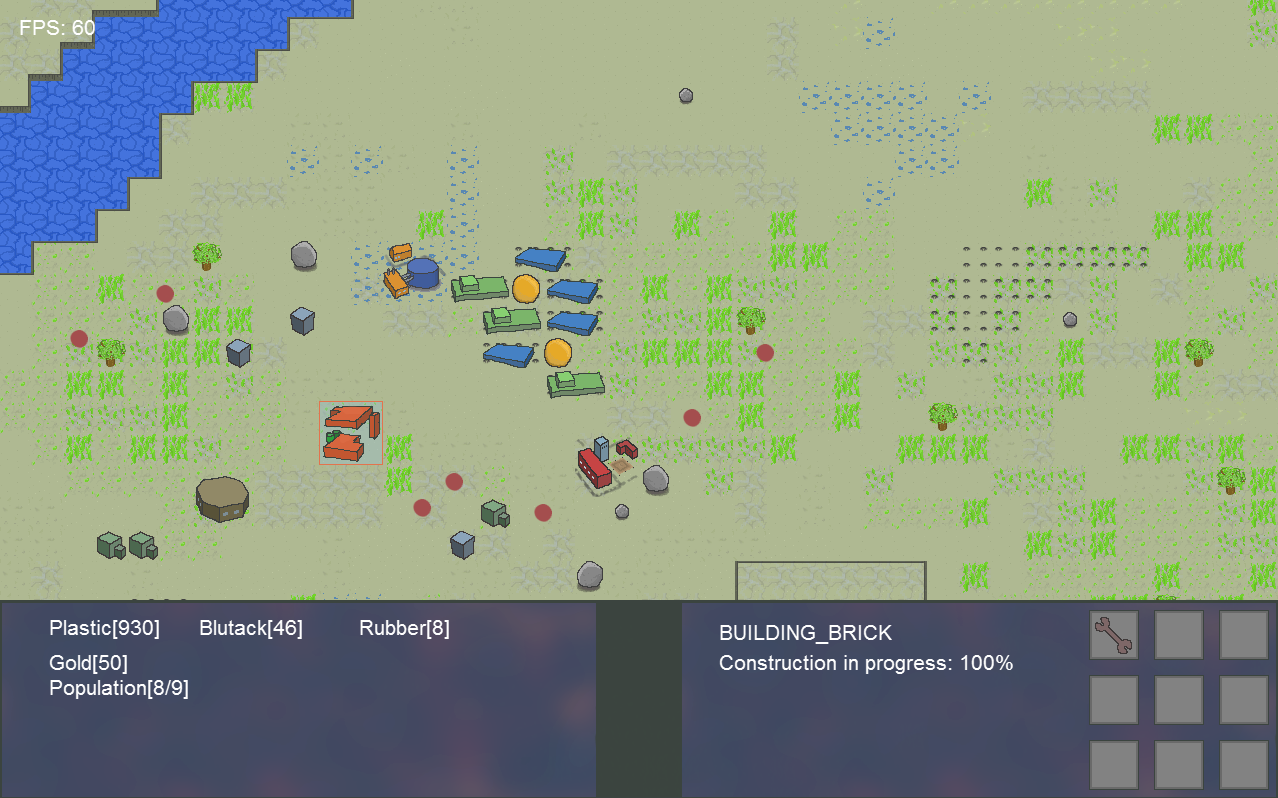 FPS: 60
Plastic[930] Blutack[46] Rubber[8]
Gold[50]
Population[8/9]
BUILDING_BRICK
Construction in progress: 100%